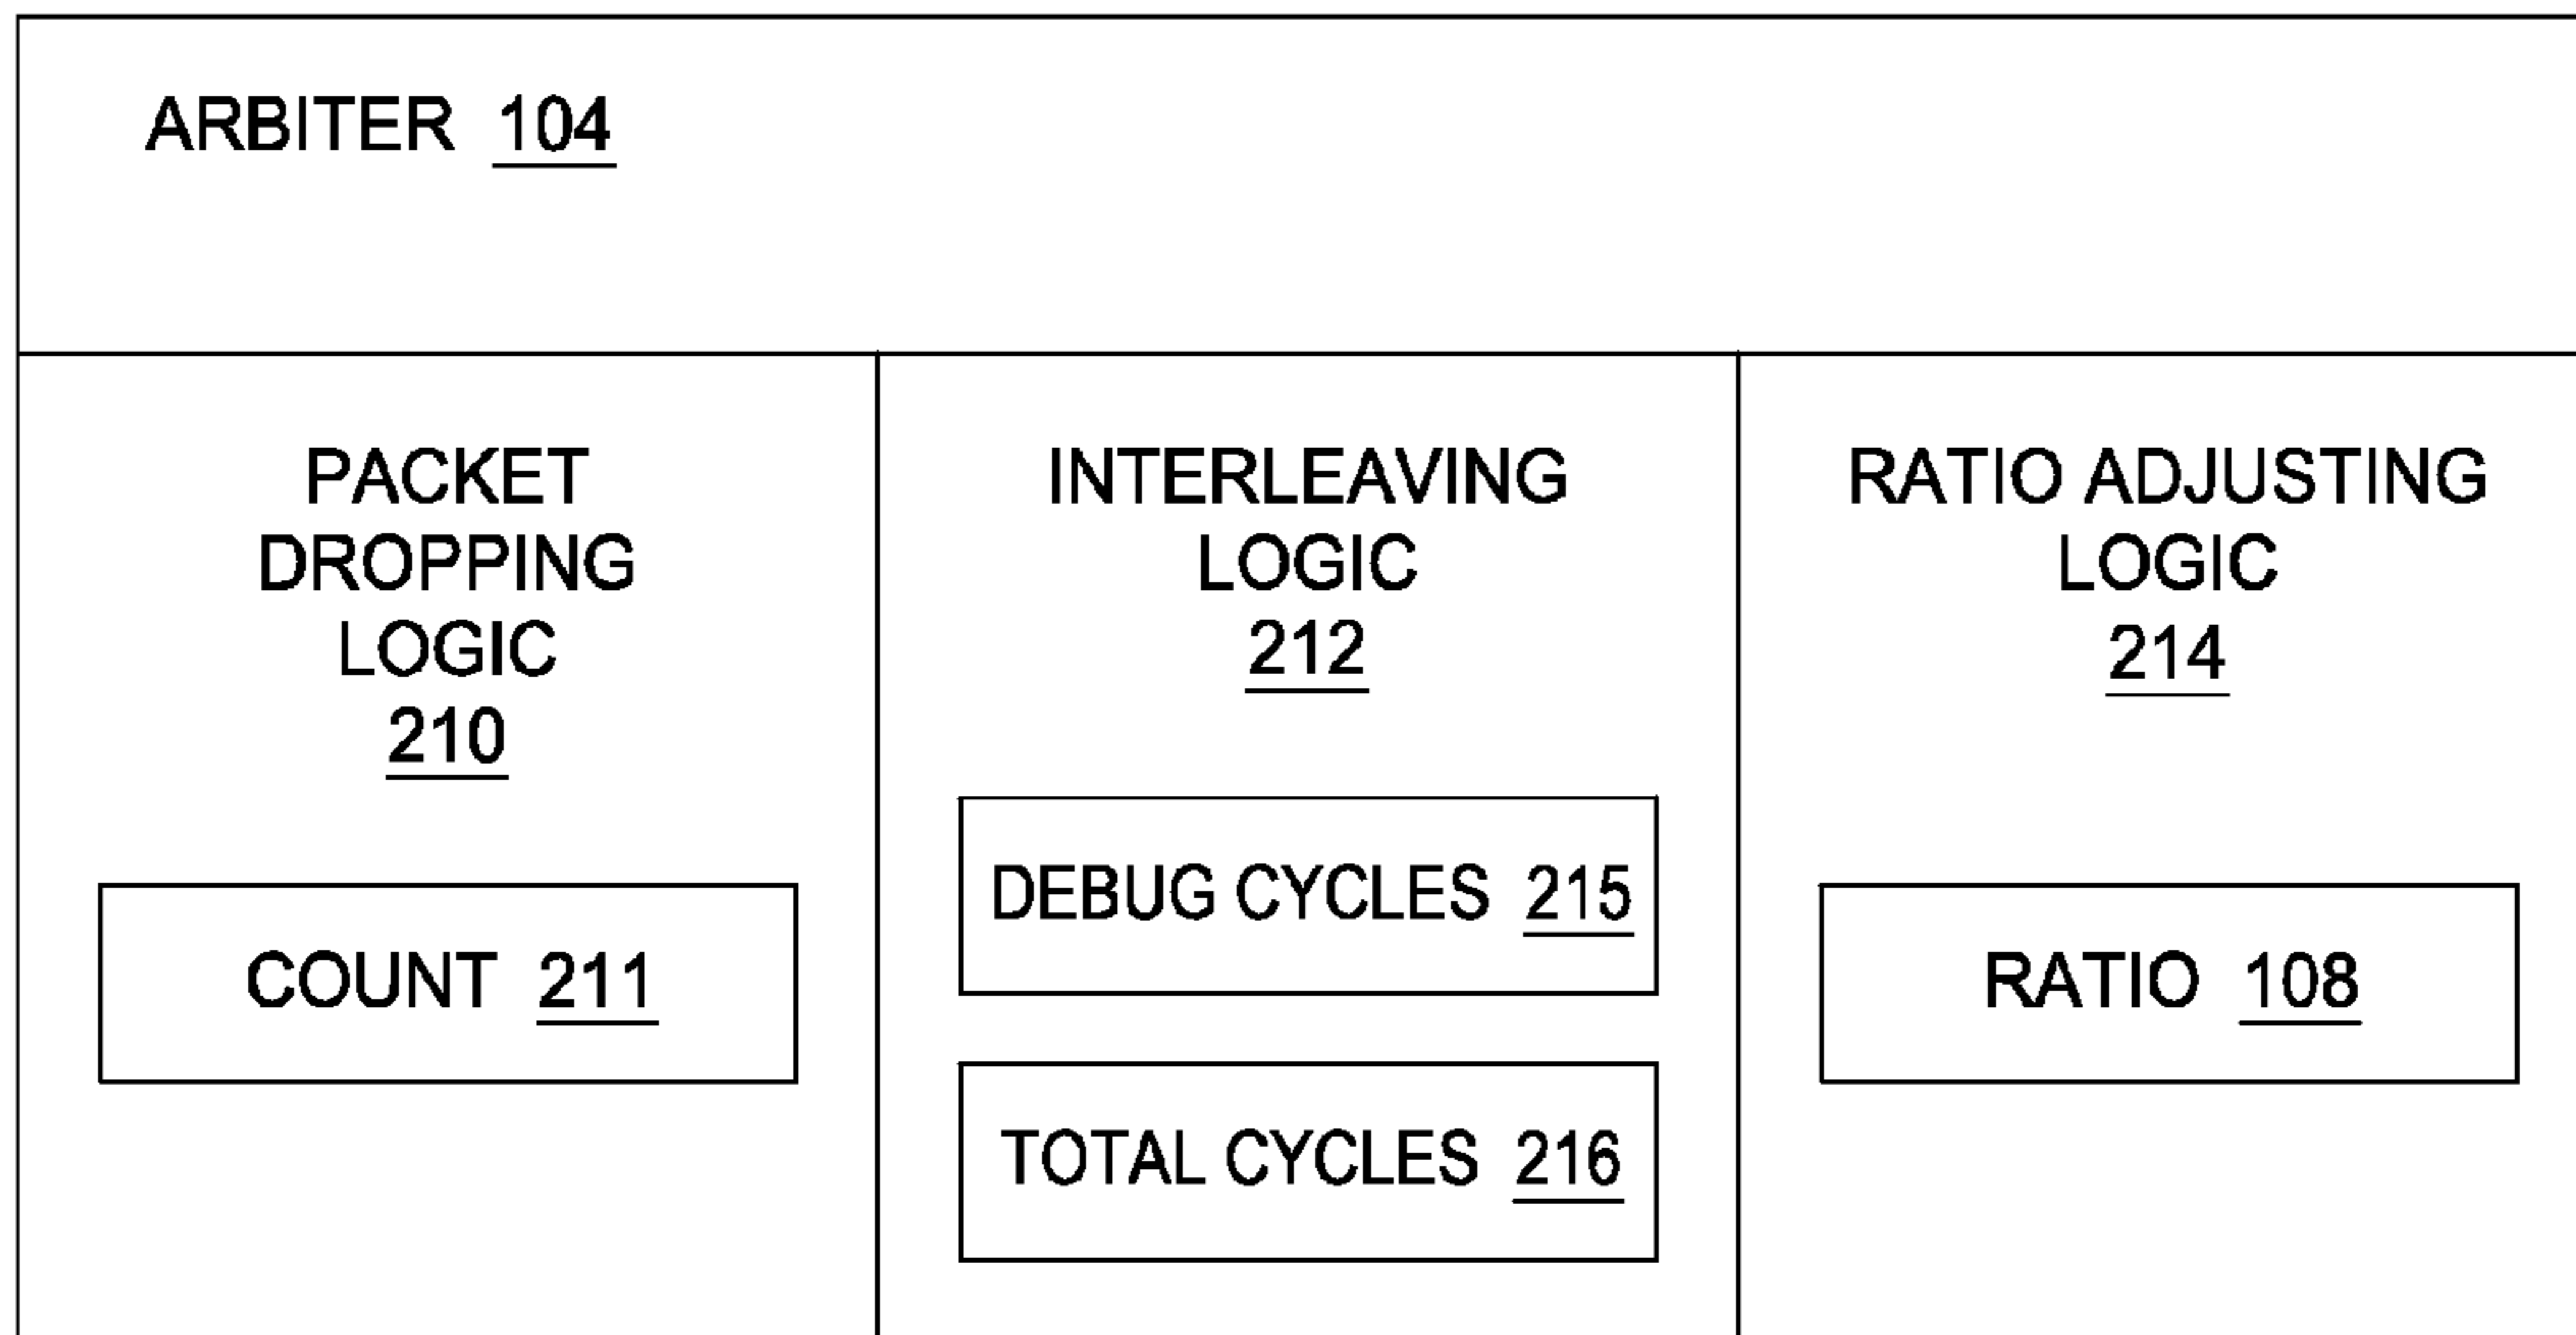 ARBITER 104
PACKET
DROPPING
LOGIC
210
COUNT 211
INTERLEAVING
LOGIC
212
DEBUG CYCLES 215
TOTAL CYCLES 216
RATIO ADJUSTING
LOGIC
214
RATIO 108